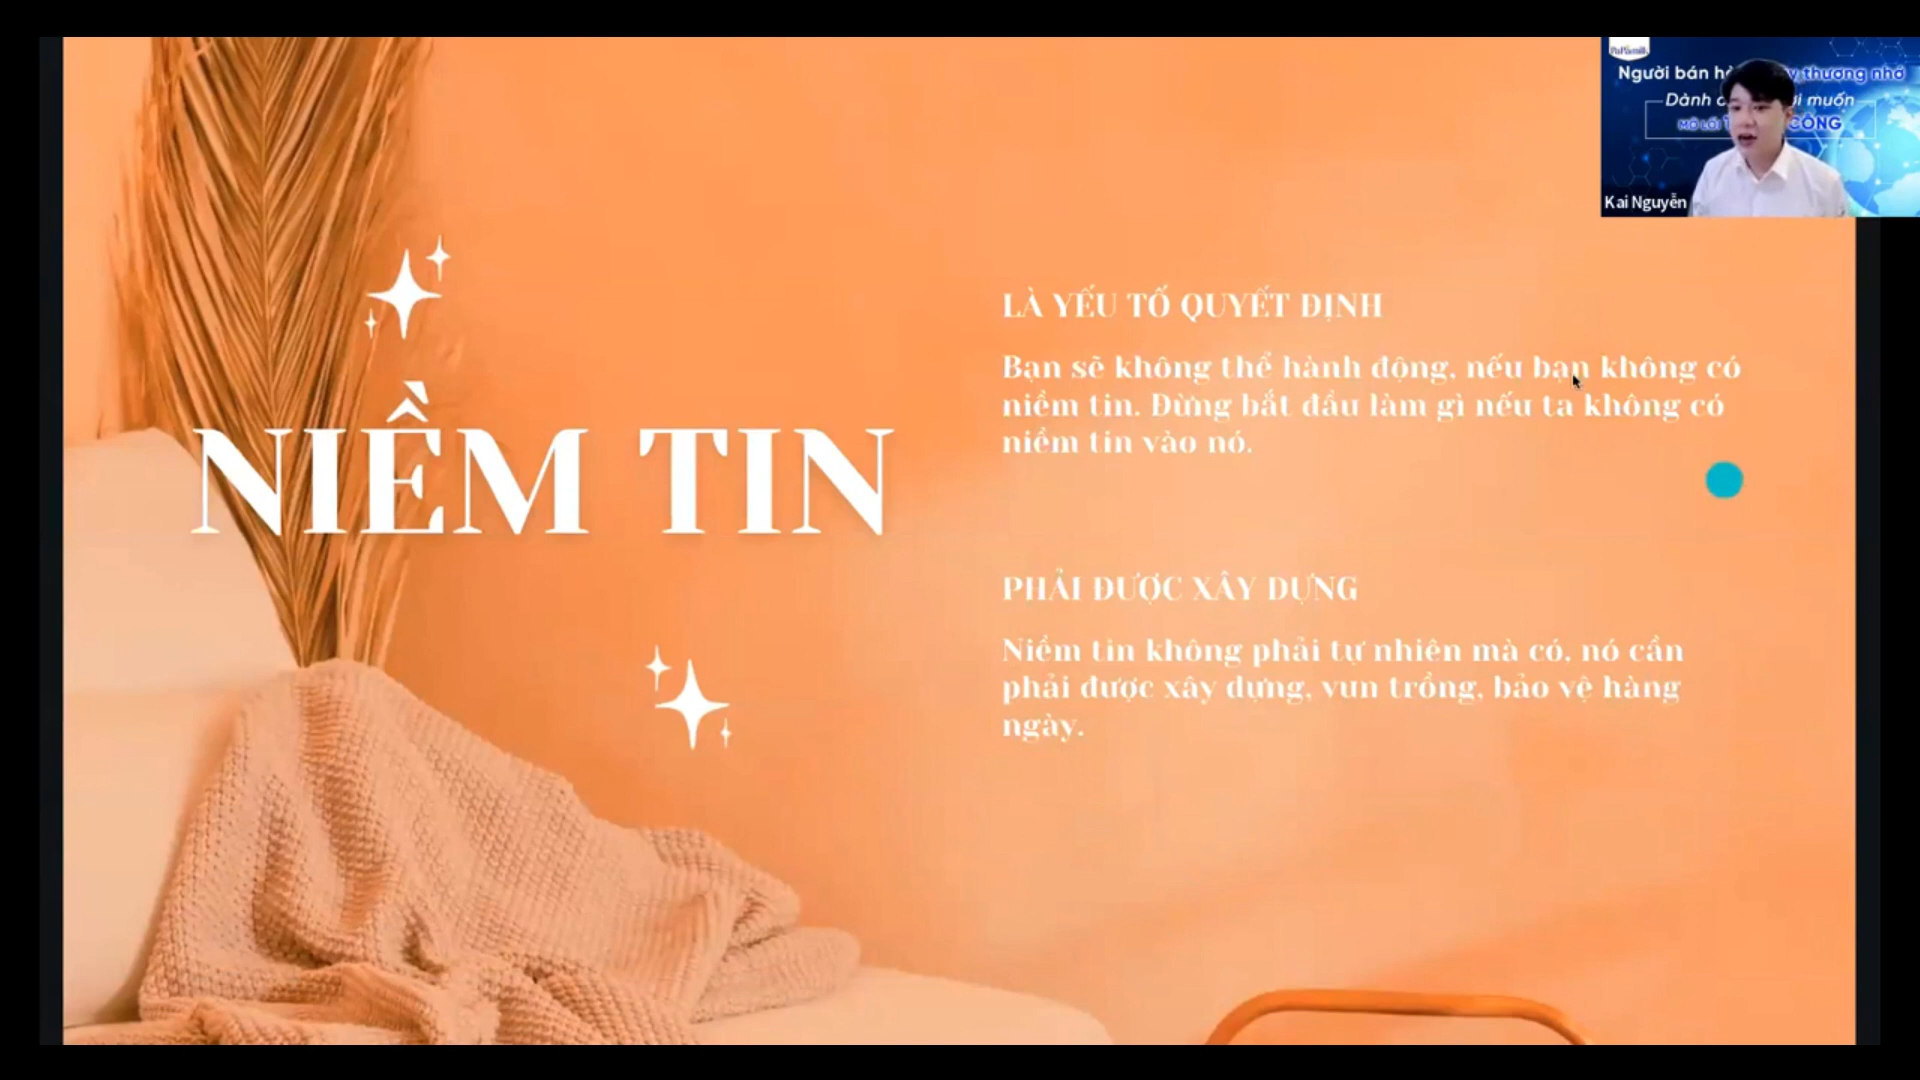 Người bán thương nhớ
Dành muốn
MỞ LỐI CÔNG
Kai Nguyễn
NIỀM TIN
LÀ YẾU TỐ QUYẾT ĐỊNH
Bạn sẽ không thể hành động, nếu bạn không có
niềm tin. Đừng bắt đầu làm gì nếu ta không có
niềm tin vào nó.
PHẢI ĐƯỢC XÂY DỰNG
Niềm tin không phải tự nhiên mà có, nó cần
phải được xây dựng, vun trồng, bảo vệ hàng
ngày.